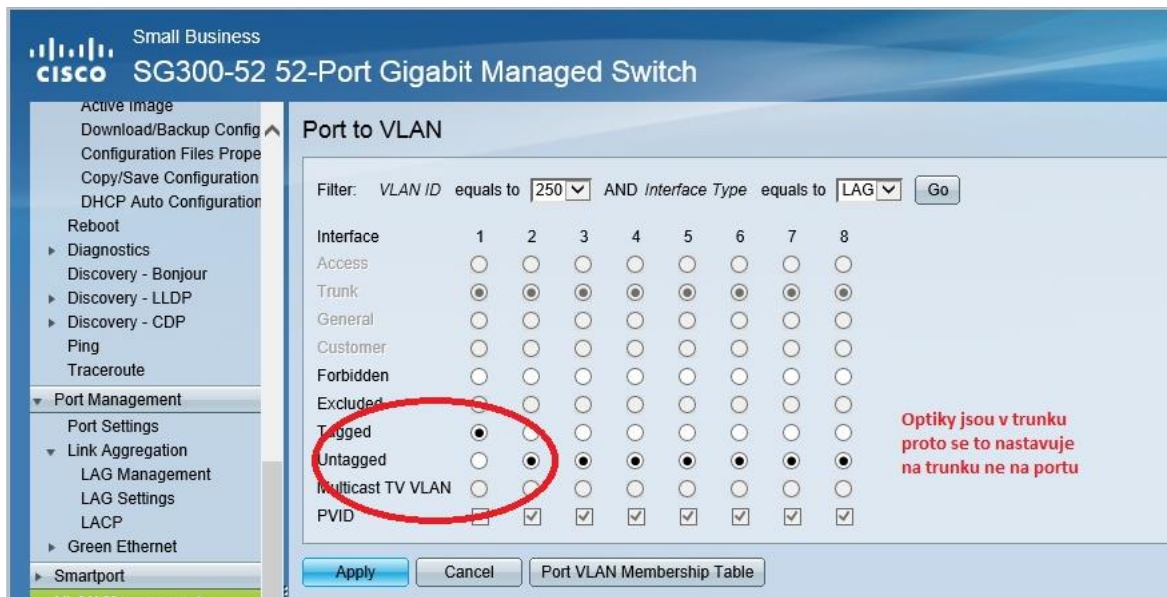 Small Business
cisco SG300-52 52-Port Gigabit Managed Switch
Active Image
Download/Backup Config
Configuration Files Prope
Copy/Save Configuration
DHCP Auto Configuration
Reboot
Diagnostics
Discovery - Bonjour
Discovery - LLDP
Discovery - CDP
Ping
Traceroute
Port Management
Port Settings
Link Aggregation
LAG Management
LAG Settings
LACP
Green Ethernet
Smartport
Port to VLAN
Filter: VLAN ID equals to 250 AND Interface Type equals to LAG Go
Interface 1 2 3 4 5 6 7 8
Access
Trunk
General
Customer
Forbidden
Excluded
Tagged
Untagged
Multicast TV VLAN
PVID
Optiky jsou v trunku
proto se to nastavuje
na trunku ne na portu
Apply Cancel Port VLAN Membership Table